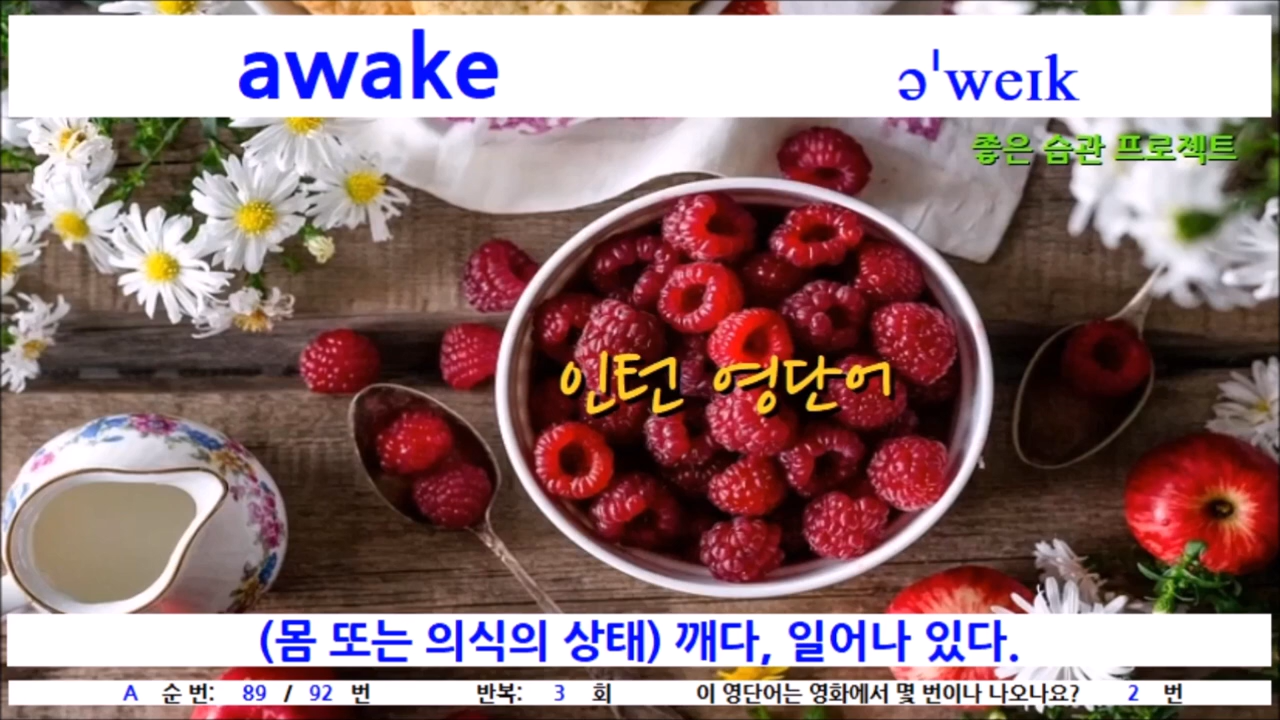 awake
ə'weɪk
좋은 습관 프로젝트
인턴 영단어
(몸 또는 의식의 상태) 깨다, 일어나 있다.
A 순 번: 89 / 92 번 반복: 3 회 이 영단어는 영화에서 몇 번이나 나오나요? 2 번